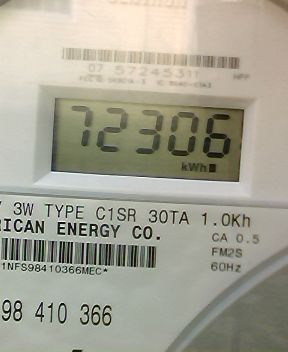 07 57245311
72306
kWh
3W TYPE C1SR 30TA 1.0Kh
RICAN ENERGY CO.
CA 0.5
FM2S
60Hz
1NFS98410366MEC*
98 410 366